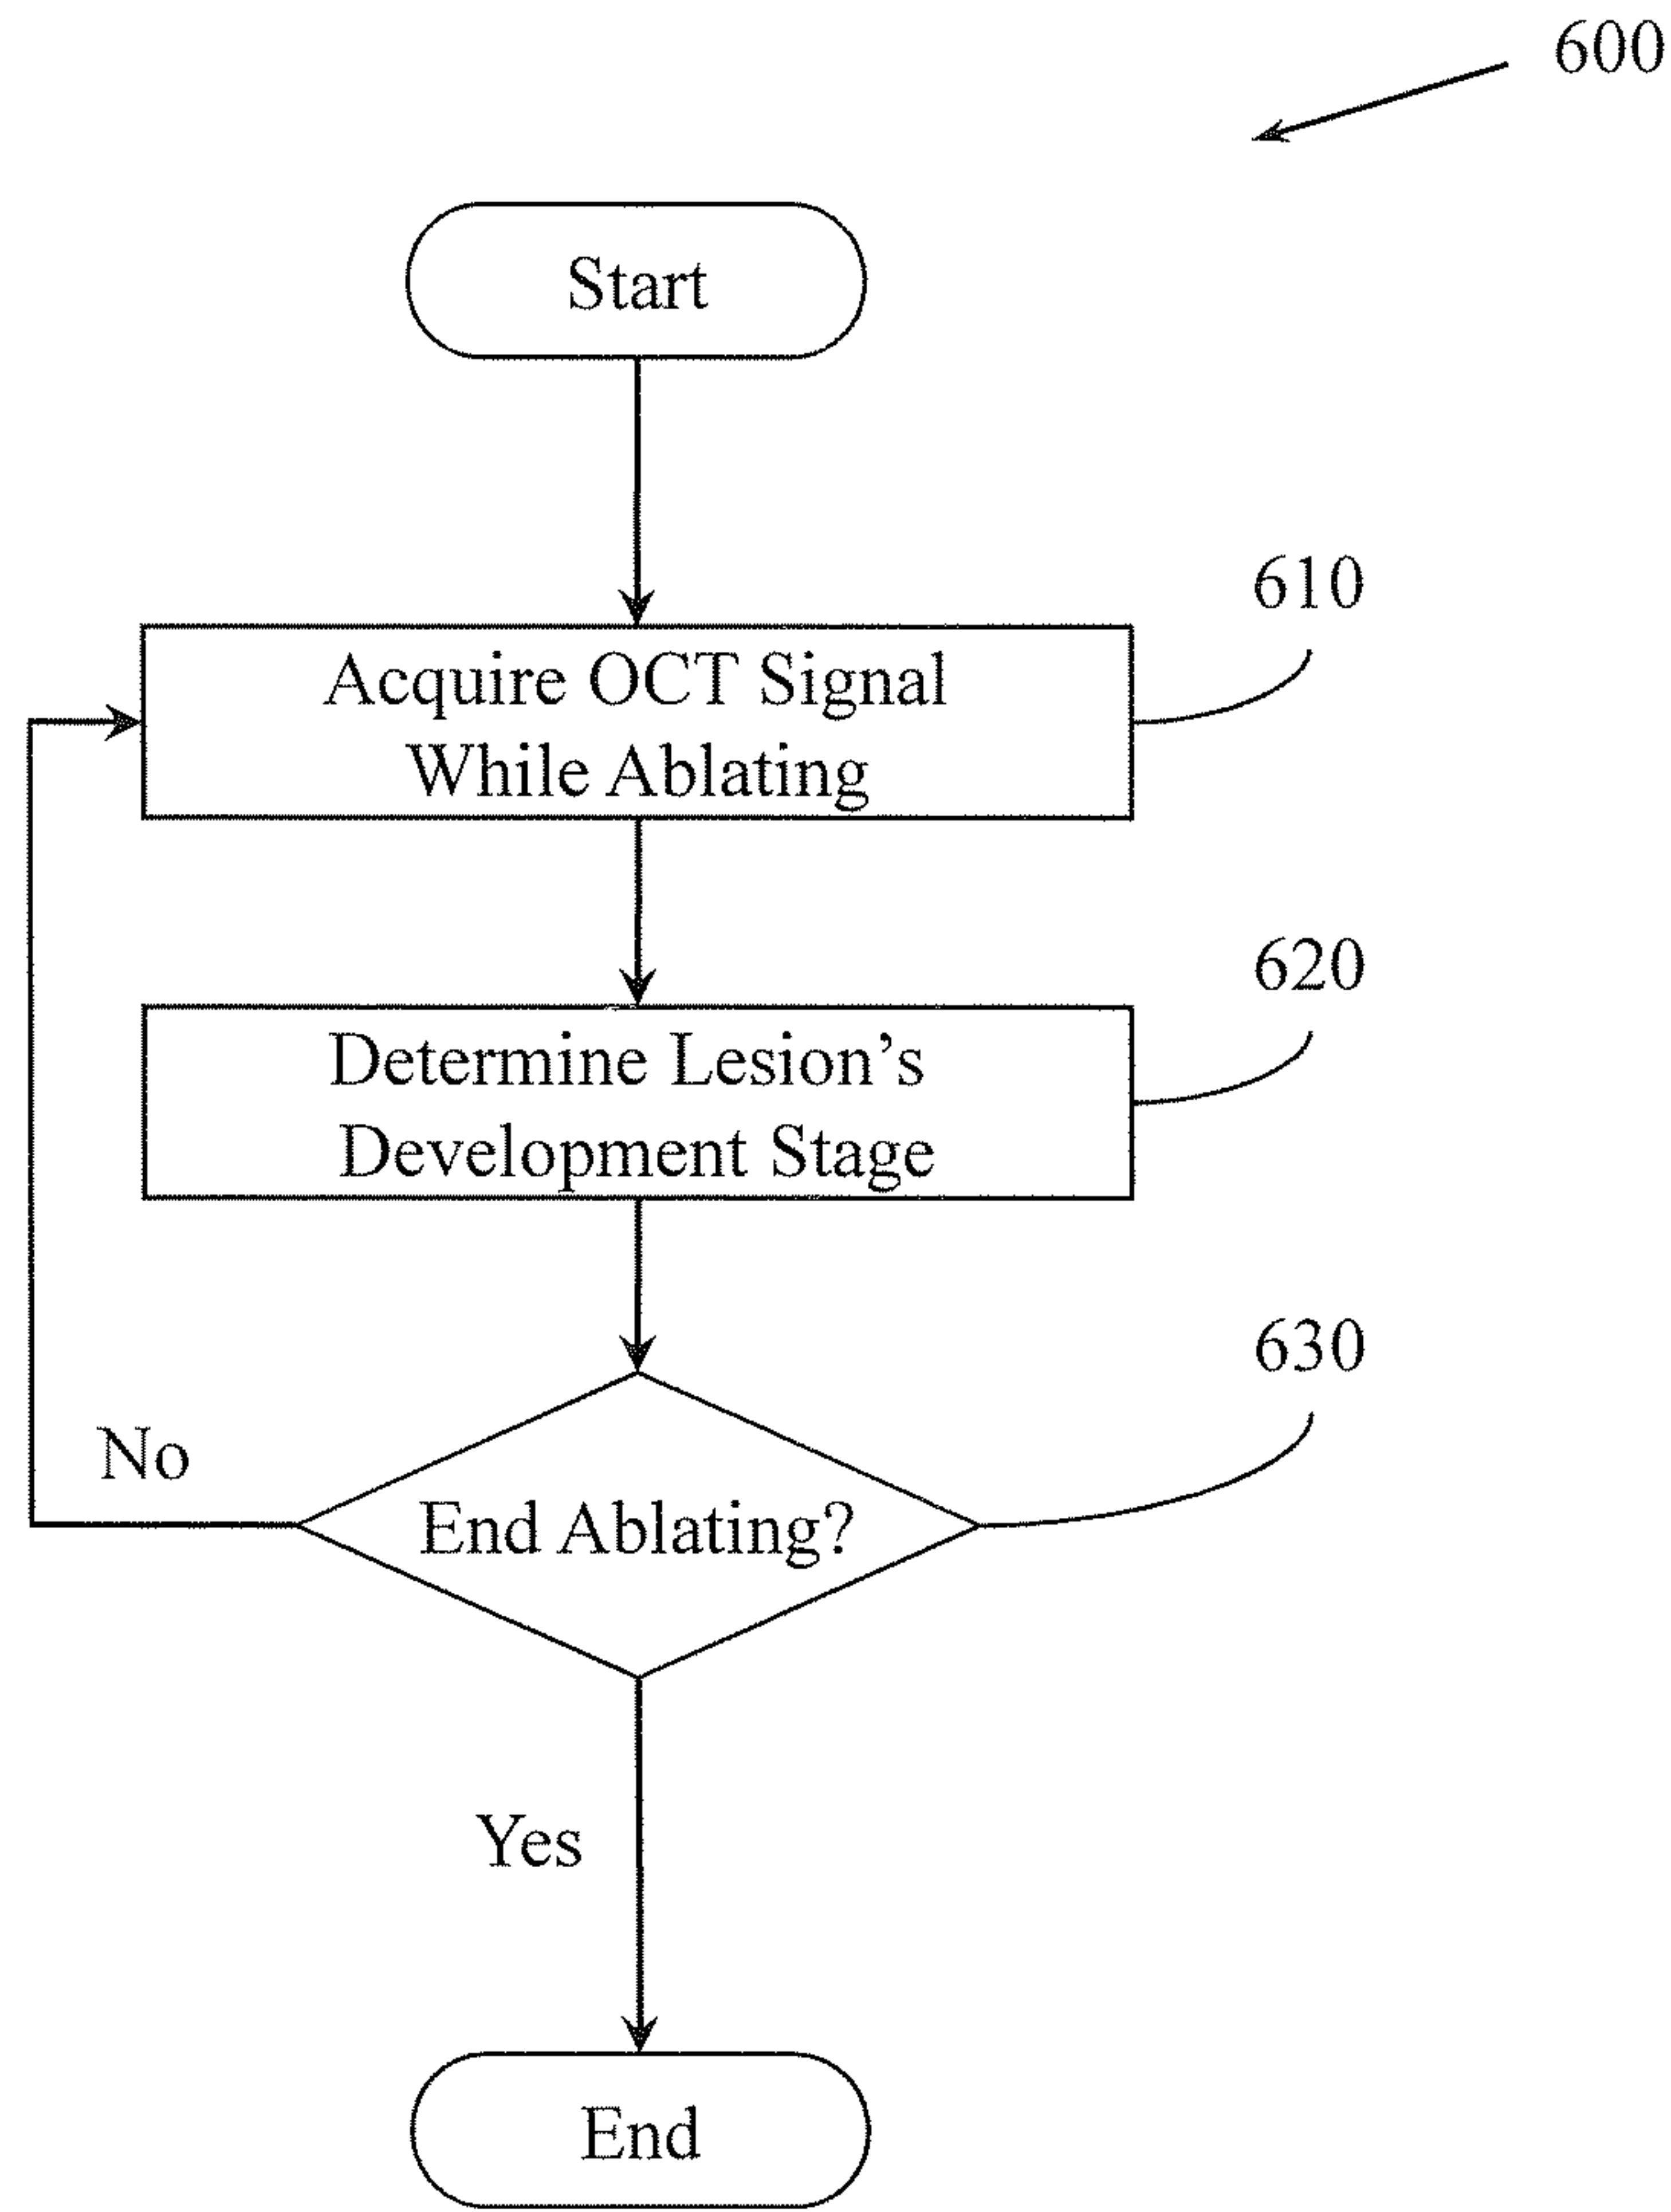 600
Start
610
Acquire OCT Signal
While Ablating
620
Determine Lesion’s
Development Stage
630
No
End Ablating?
Yes
End